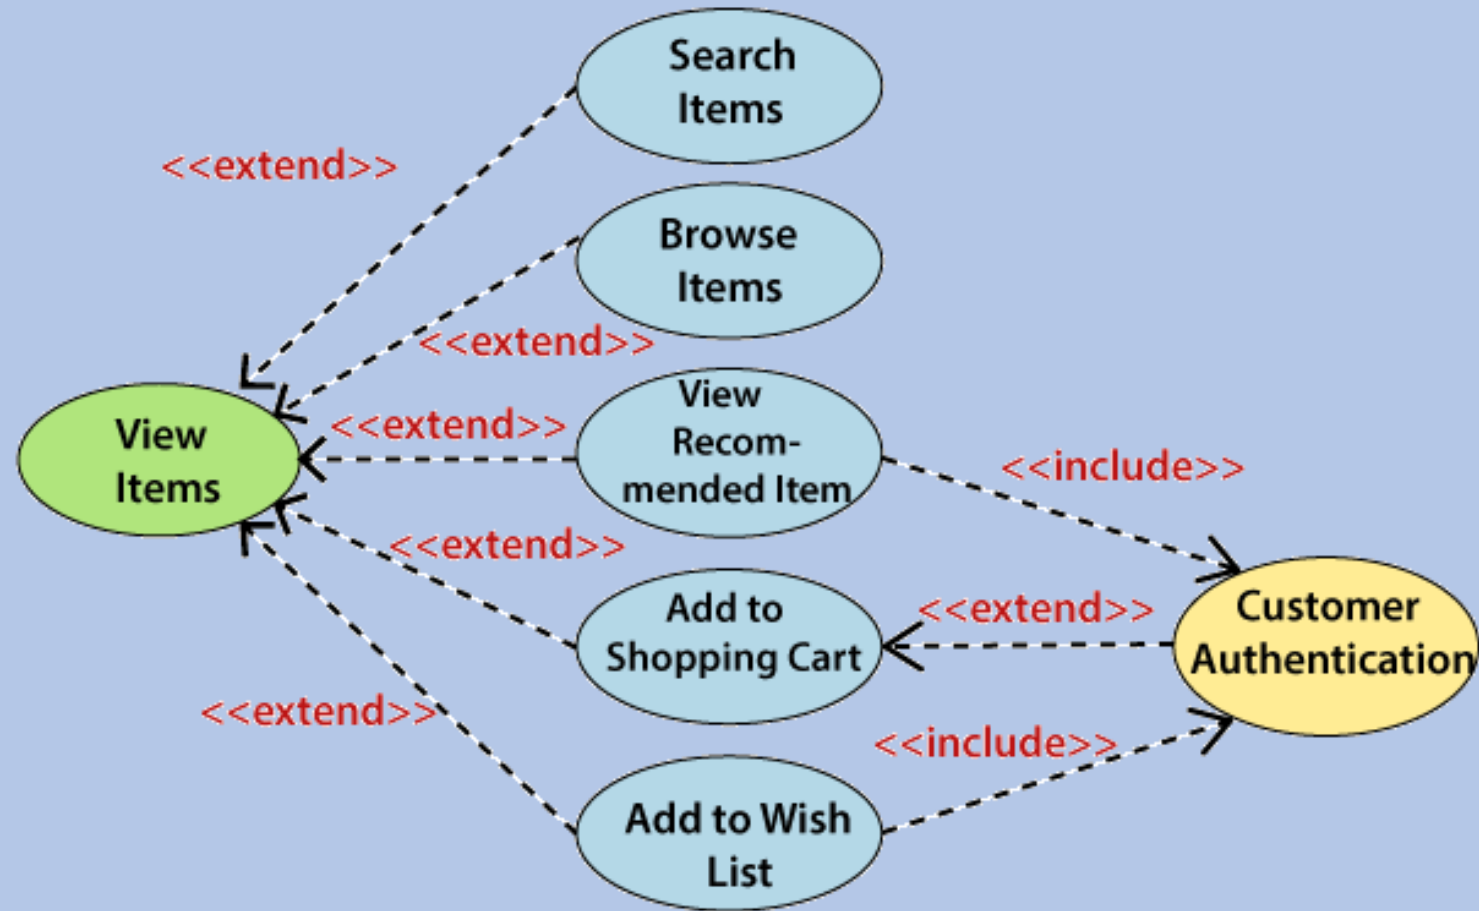 Search
Items
<<extend>>
Browse
Items
<<extend>>
View
Recom-
mended Item
<<extend>>
<<include>>
View
Items
<<extend>>
Add to
Shopping Cart
<<extend>>
Customer
Authentication
<<extend>>
<<include>>
Add to Wish
List